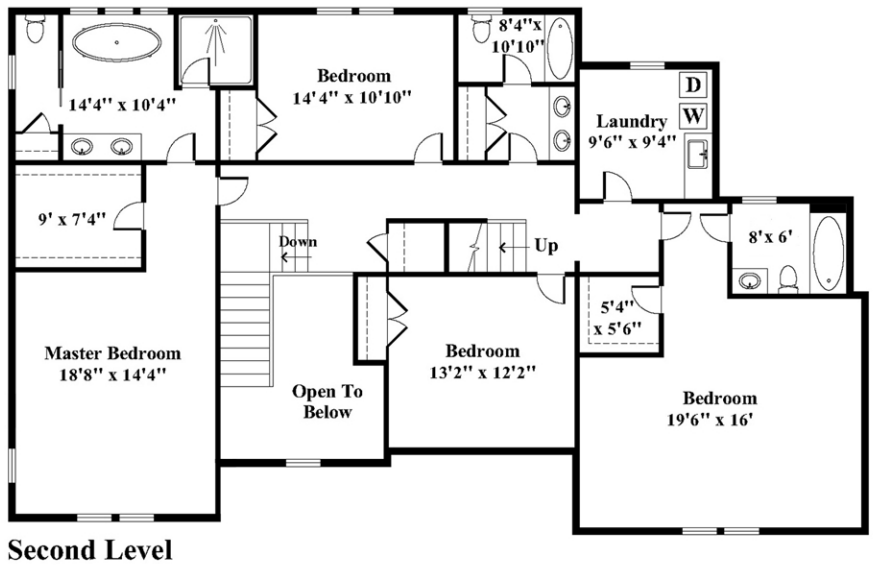 8'4"x
10'10"
Bedroom
14'4" x 10'10"
14'4" x 10'4"
D
W
Laundry
9'6" x 9'4"
9' x 7'4"
Down
Up
8'x 6'
5'4"
x 5'6"
Master Bedroom
18'8" x 14'4"
Bedroom
13'2" x 12'2"
Open To
Below
Bedroom
19'6" x 16'
Second Level